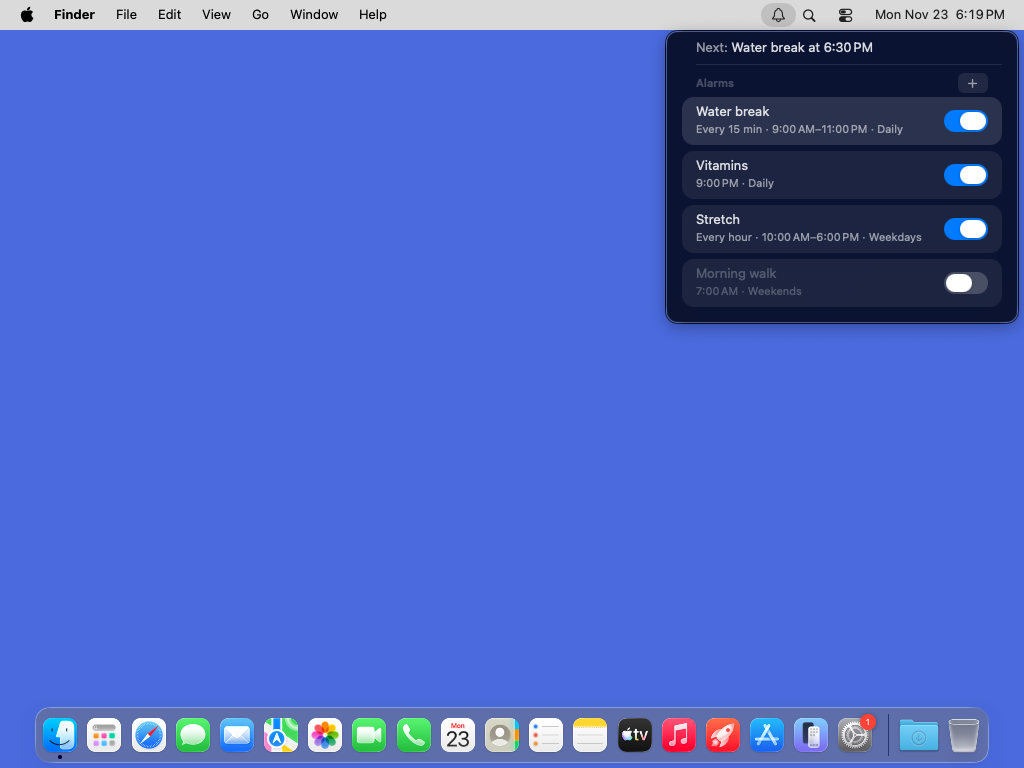 Finder File Edit View Go Window Help Mon Nov 23 6:19 PM
Next: Water break at 6:30 PM
Alarms
Water break
Every 15 min · 9:00 AM–11:00 PM · Daily
Vitamins
9:00 PM · Daily
Stretch
Every hour · 10:00 AM–6:00 PM · Weekdays
Morning walk
7:00 AM · Weekends
Mon
23
tv
1